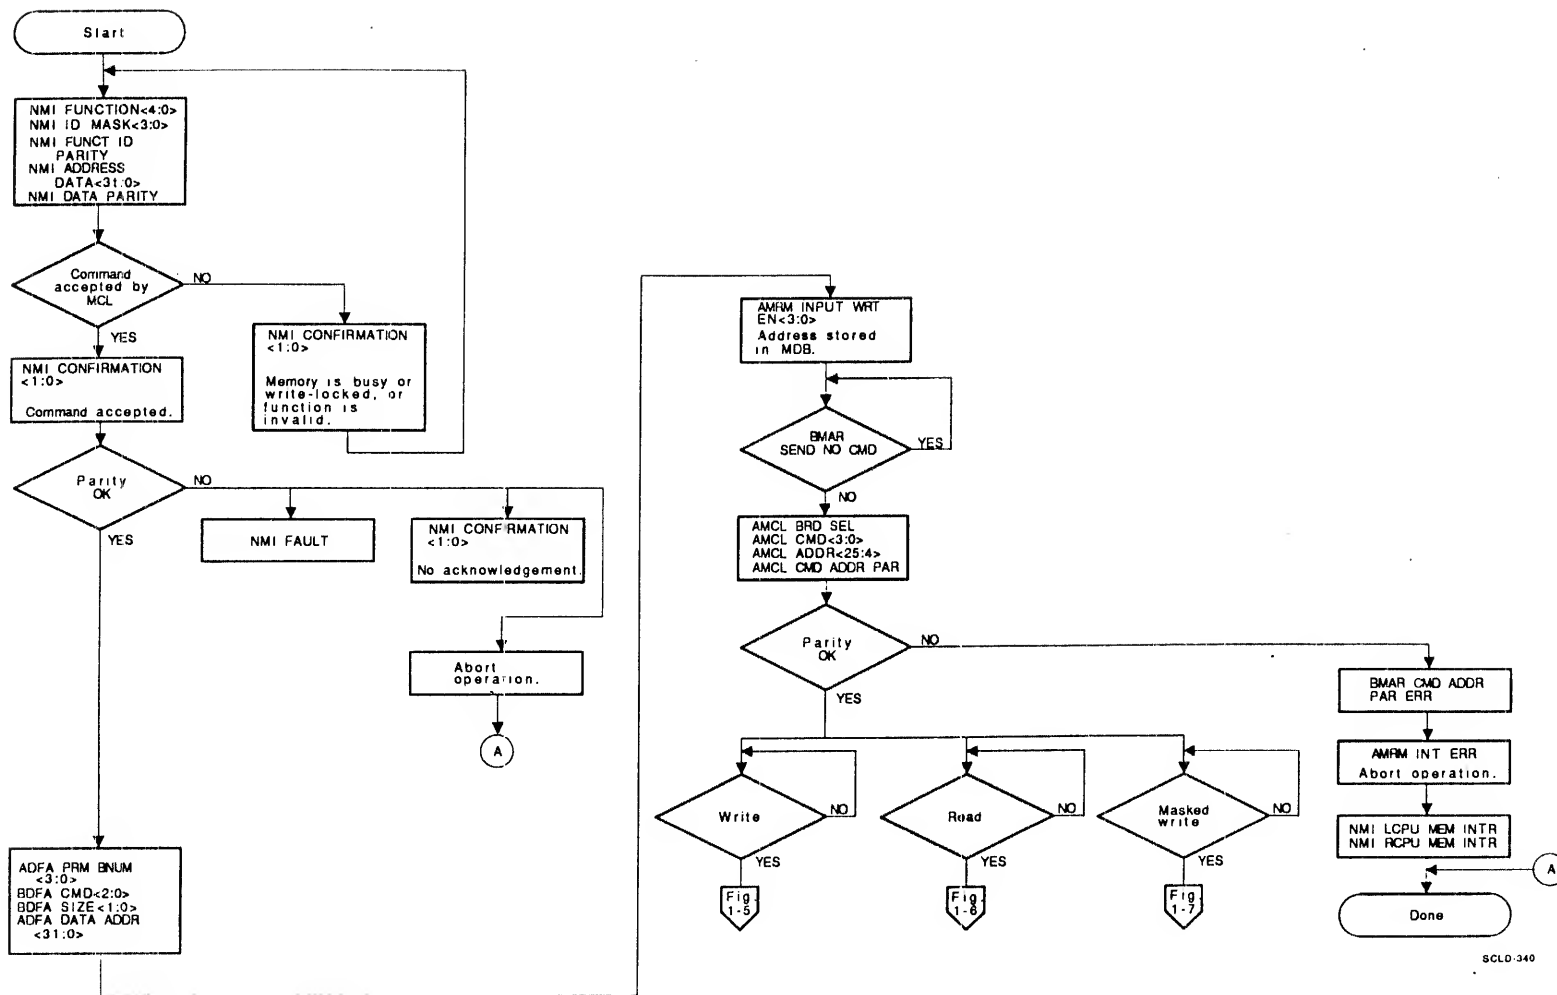 Start
NMI FUNCTION<4:0>
NMI ID MASK<3:0>
NMI FUNCT ID
PARITY
NMI ADDRESS
DATA<31:0>
NMI DATA PARITY
Command
accepted by
MCL
NO
YES
NMI CONFIRMATION
<1:0>
Command accepted.
NMI CONFIRMATION
<1:0>
Memory is busy or
write-locked, or
function is
invalid.
Parity
OK
NO
YES
NMI FAULT
NMI CONFIRMATION
<1:0>
No acknowledgement.
Abort
operation.
A
ADFA PRM BNUM
<3:0>
BDFA CMD<2:0>
BDFA SIZE<1:0>
ADFA DATA ADDR
<31:0>
AMRM INPUT WRT
EN<3:0>
Address stored
in MDB.
BMAR
SEND NO CMD
YES
NO
AMCL BRD SEL
AMCL CMD<3:0>
AMCL ADDR<25:4>
AMCL CMD ADDR PAR
Parity
OK
NO
YES
Write
NO
YES
Fig.
1-5
Read
NO
YES
Fig.
1-6
Masked
write
NO
YES
Fig
1-7
BMAR CMD ADDR
PAR ERR
AMRM INT ERR
Abort operation.
NMI LCPU MEM INTR
NMI RCPU MEM INTR
A
Done
SCLD-340